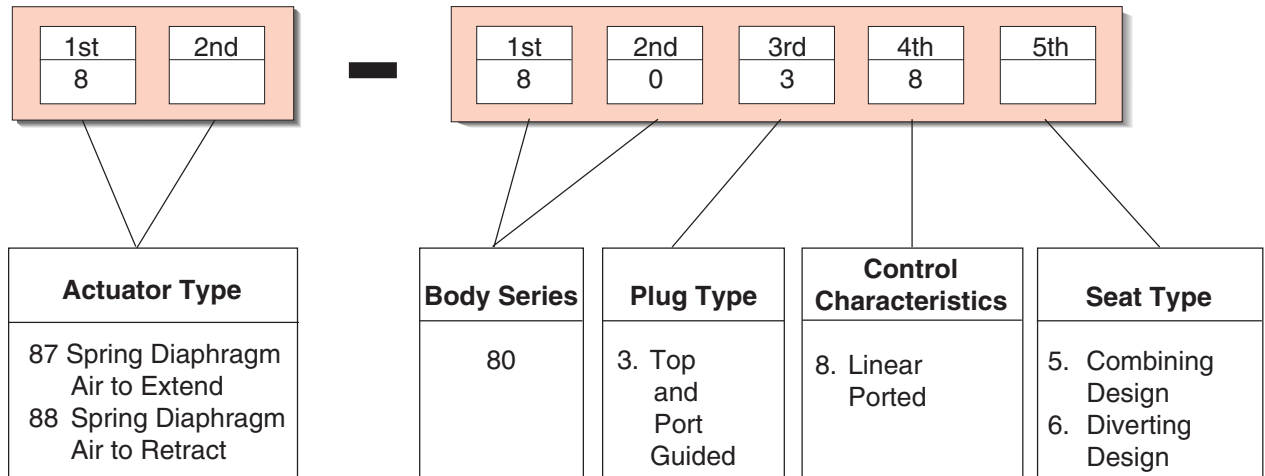 1st 2nd 1st 2nd 3rd 4th 5th
8 8 0 3 8
Actuator Type
87 Spring Diaphragm
Air to Extend
88 Spring Diaphragm
Air to Retract
Body Series
80
Plug Type
3. Top
and
Port
Guided
Control
Characteristics
8. Linear
Ported
Seat Type
5. Combining
Design
6. Diverting
Design